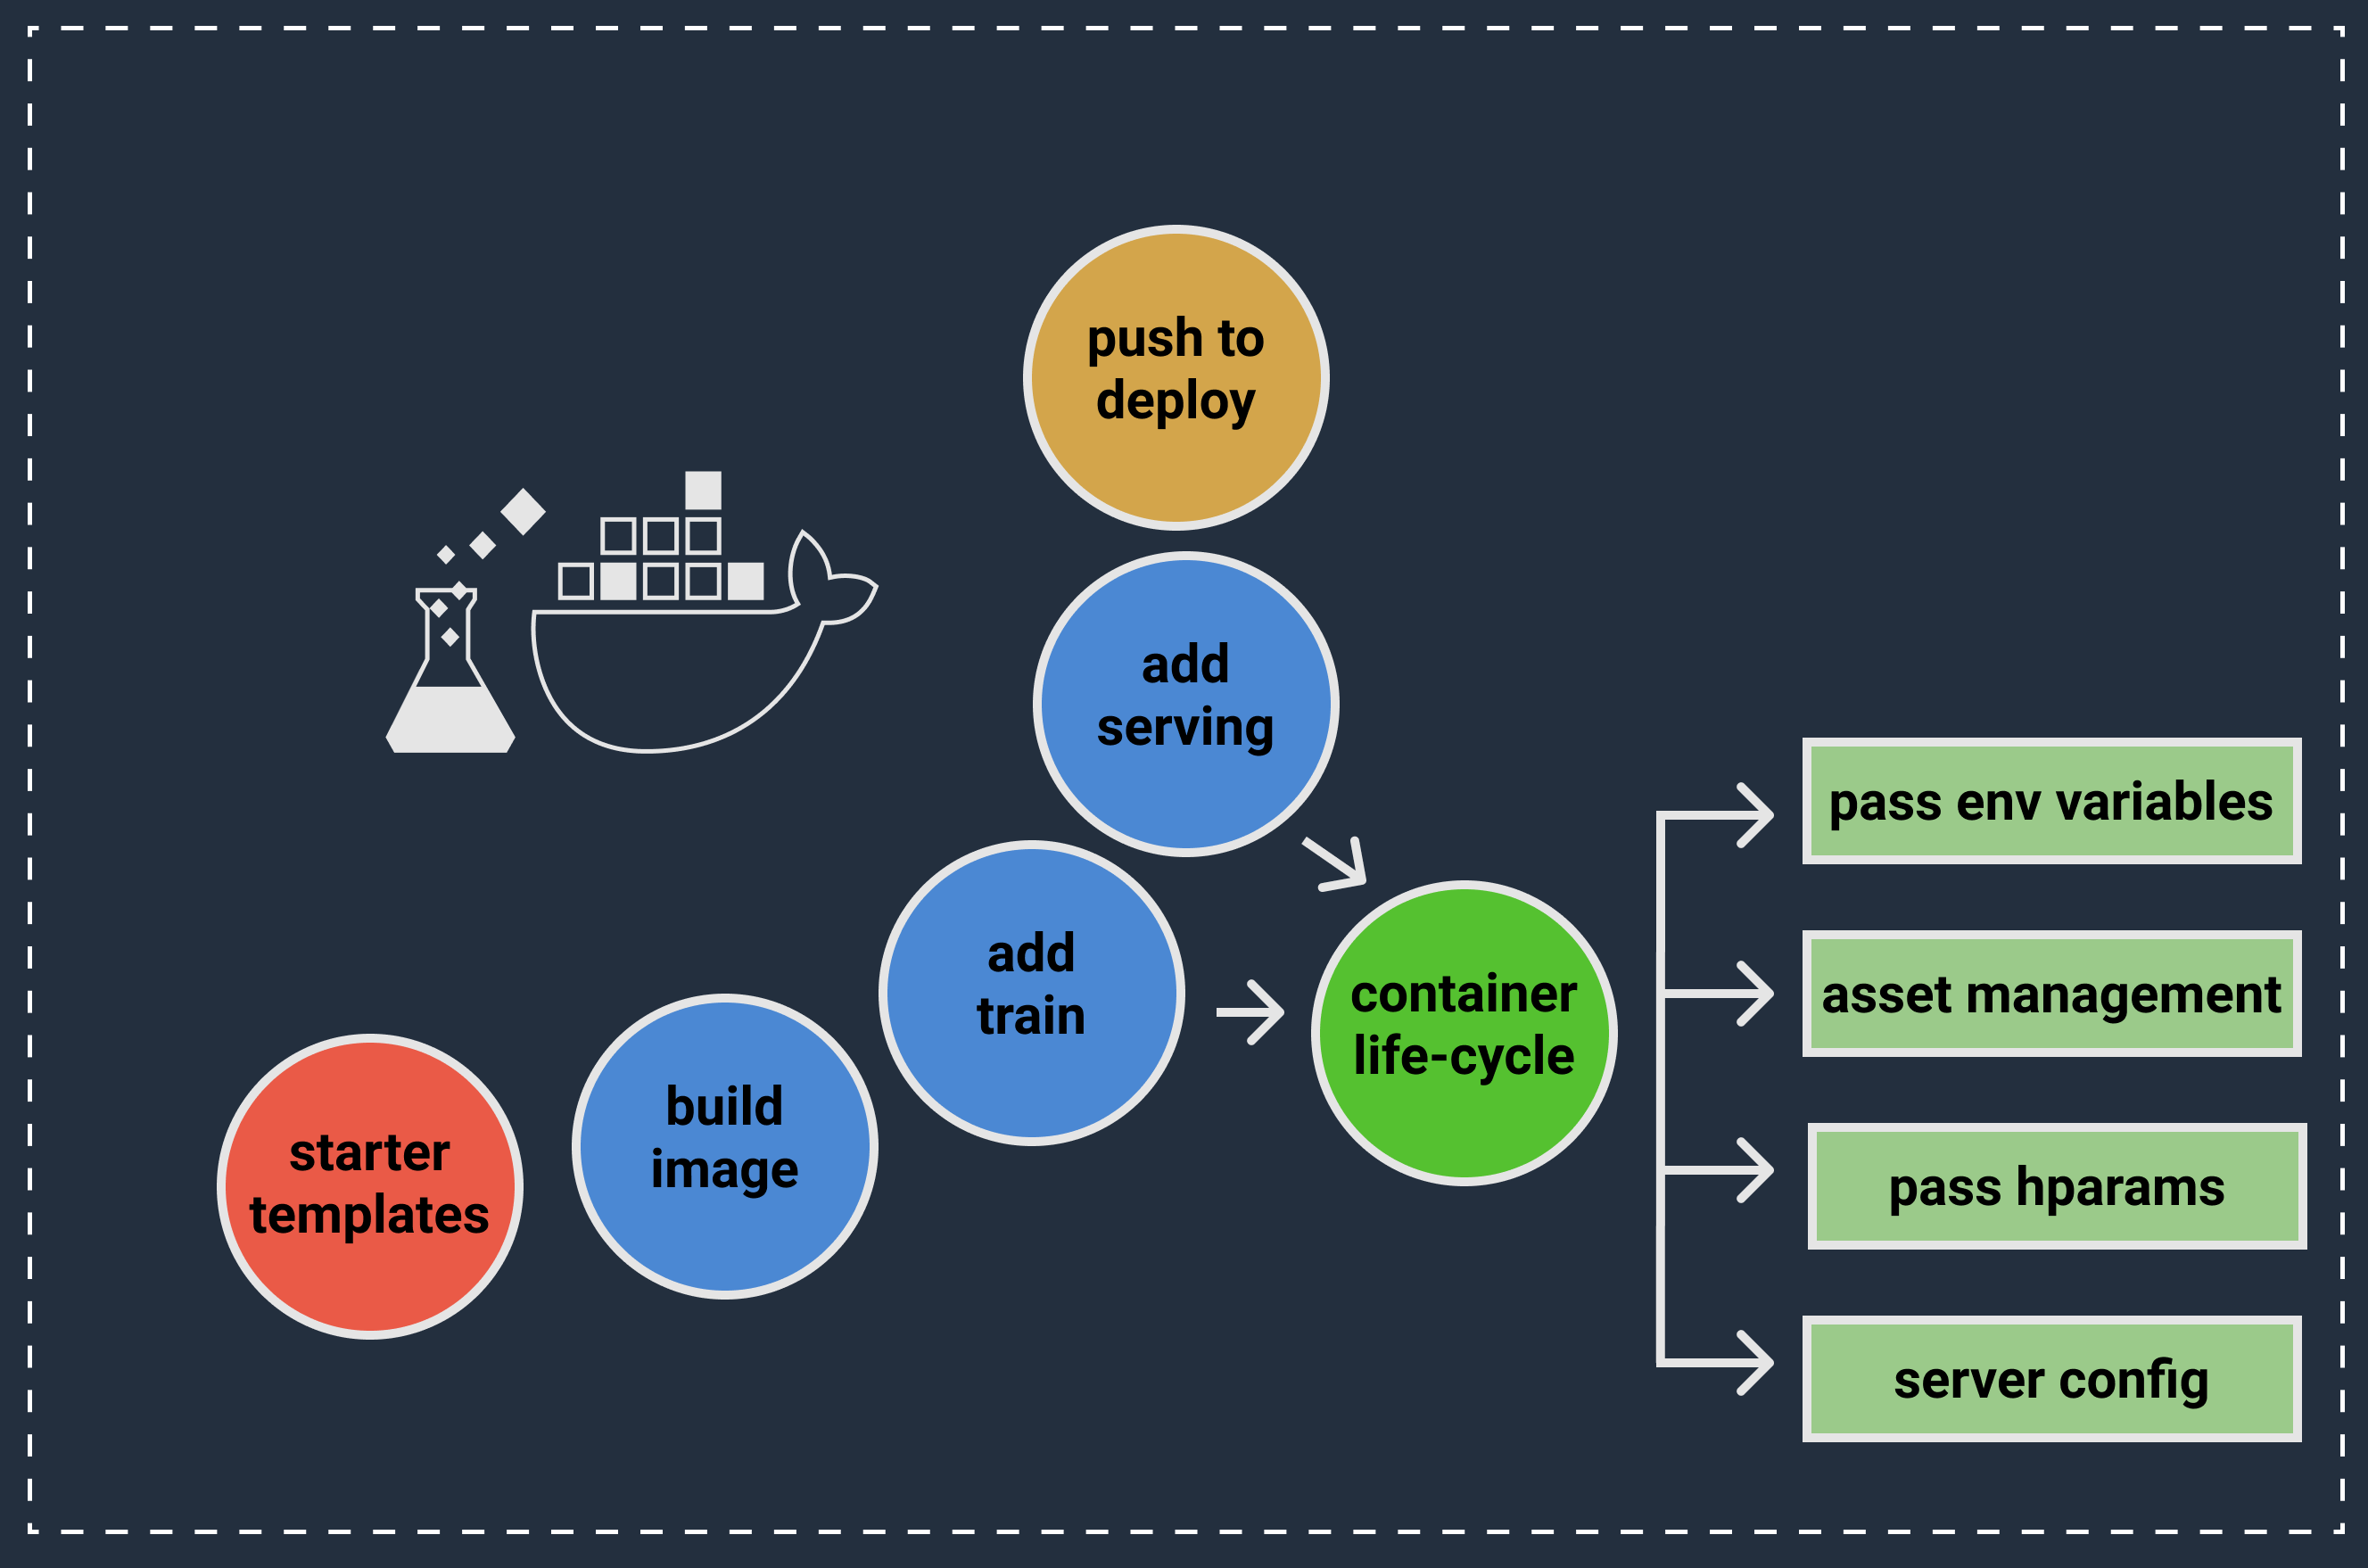 push to
deploy
add
serving
add
train
build
image
starter
templates
container
life-cycle
pass env variables
asset management
pass hparams
server config